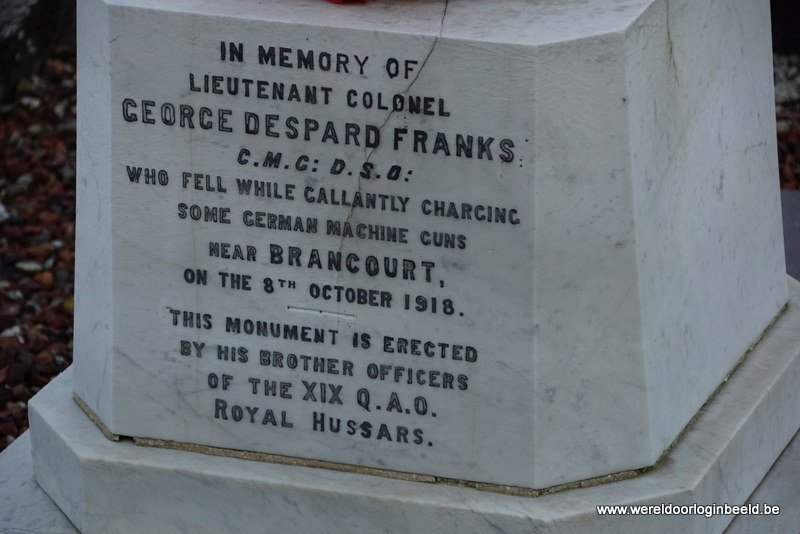 IN MEMORY OF
LIEUTENANT COLONEL
GEORGE DESPARD FRANKS.
C.M.G: D.S.O:
WHO FELL WHILE GALLANTLY CHARGING
SOME GERMAN MACHINE GUNS
NEAR BRANCOURT,
ON THE 8TH OCTOBER 1918.
THIS MONUMENT IS ERECTED
BY HIS BROTHER OFFICERS
OF THE XIX Q.A.O.
ROYAL HUSSARS.
www.wereldoorloginbeeld.be